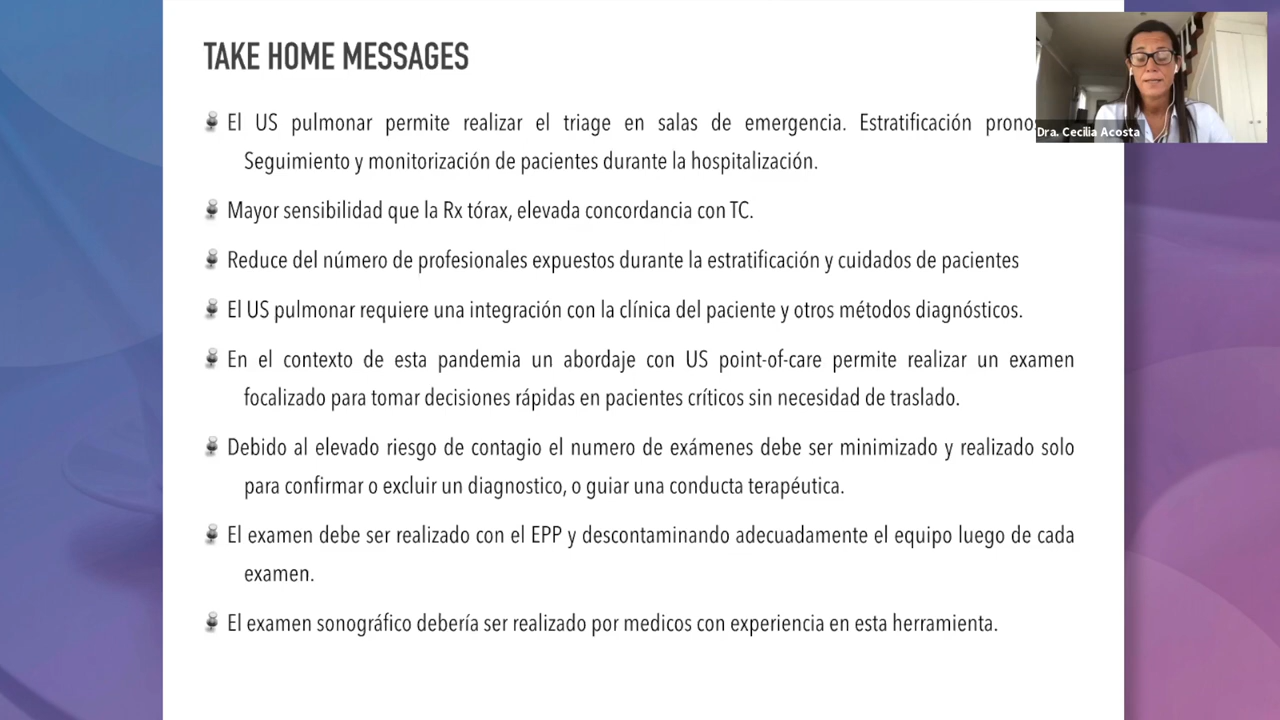 TAKE HOME MESSAGES
El US pulmonar permite realizar el triage en salas de emergencia. Estratificación
Seguimiento y monitorización de pacientes durante la hospitalización.
Mayor sensibilidad que la Rx tórax, elevada concordancia con TC.
Reduce del número de profesionales expuestos durante la estratificación y cuidados de pacientes
El US pulmonar requiere una integración con la clínica del paciente y otros métodos diagnósticos.
En el contexto de esta pandemia un abordaje con US point-of-care permite realizar un examen
focalizado para tomar decisiones rápidas en pacientes críticos sin necesidad de traslado.
Debido al elevado riesgo de contagio el numero de exámenes debe ser minimizado y realizado solo
para confirmar o excluir un diagnostico, o guiar una conducta terapéutica.
El examen debe ser realizado con el EPP y descontaminando adecuadamente el equipo luego de cada
examen.
El examen sonográfico debería ser realizado por medicos con experiencia en esta herramienta.
Dra. Cecilia Acosta